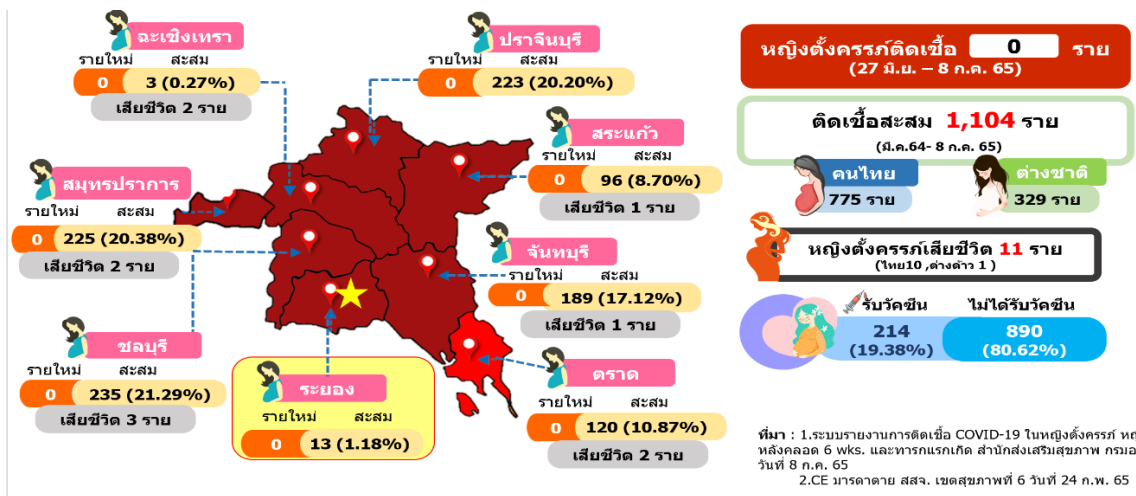 ฉะเชิงเทรา
รายใหม่ สะสม
0 3 (0.27%)
เสียชีวิต 2 ราย
ปราจีนบุรี
รายใหม่ สะสม
0 223 (20.20%)
สระแก้ว
รายใหม่ สะสม
0 96 (8.70%)
เสียชีวิต 1 ราย
สมุทรปราการ
รายใหม่ สะสม
0 225 (20.38%)
เสียชีวิต 2 ราย
จันทบุรี
รายใหม่ สะสม
0 189 (17.12%)
เสียชีวิต 1 ราย
ชลบุรี
รายใหม่ สะสม
0 235 (21.29%)
เสียชีวิต 3 ราย
ระยอง
รายใหม่ สะสม
0 13 (1.18%)
ตราด
รายใหม่ สะสม
0 120 (10.87%)
เสียชีวิต 2 ราย
หญิงตั้งครรภ์ติดเชื้อ 0 ราย
(27 มิ.ย. – 8 ก.ค. 65)
ติดเชื้อสะสม 1,104 ราย
(มี.ค.64- 8 ก.ค. 65)
คนไทย
775 ราย
ต่างชาติ
329 ราย
หญิงตั้งครรภ์เสียชีวิต 11 ราย
(ไทย10 ,ต่างด้าว 1 )
รับวัคซีน ไม่ได้รับวัคซีน
214 890
(19.38%) (80.62%)
ที่มา : 1.ระบบรายงานการติดเชื้อ COVID-19 ในหญิงตั้งครรภ์
หลังคลอด 6 wks. และทารกแรกเกิด สำนักส่งเสริมสุขภาพ
วันที่ 8 ก.ค. 65
2.CE มารดาตาย สสจ. เขตสุขภาพที่ 6 วันที่ 24 ก.พ. 65